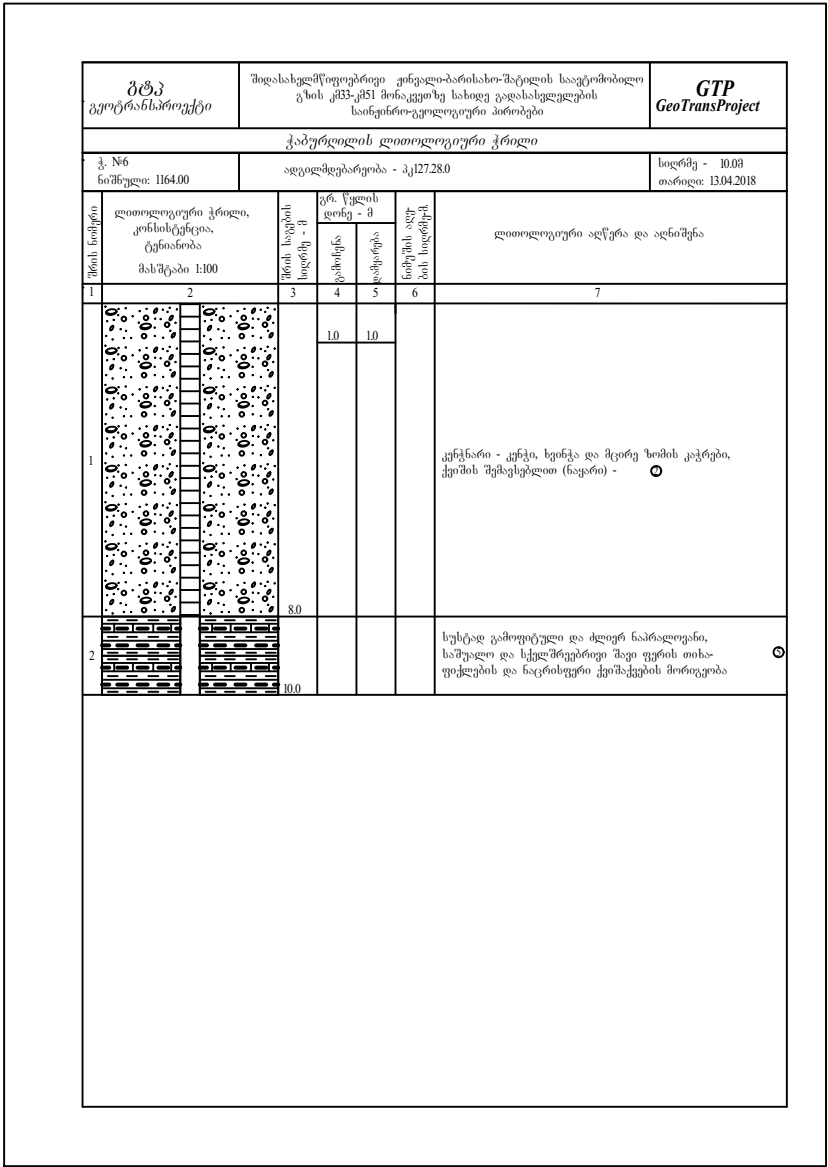 გტპ
გეოტრანსპროექტი
შიდასახელმწიფოებრივი ჟინვალი-ბარისახო-შატილის საავტომობილო
გზის კმ33-კმ51 მონაკვეთზე სახიდე გადასასვლელების
საინჟინრო-გეოლოგიური პირობები
GTP
GeoTransProject
ჭაბურღილის ლითოლოგიური ჭრილი
ჭ. №6
ნიშნული: 1164.00
ადგილმდებარეობა - პკ127.28.0
სიღრმე - 10.0მ
თარიღი: 13.04.2018
შრის ნომერი
ლითოლოგიური ჭრილი,
კონსისტენცია,
ტენიანობა
მასშტაბი 1:100
შრის საგების
სიღრმე - მ
გრ. წყლის
დონე - მ
გამოჩენა
დამყარება
ნიმუშის აღე-
ბის სიღრმე-მ.
ლითოლოგიური აღწერა და აღნიშვნა
1 2 3 4 5 6 7
1.0 1.0
1
კენჭნარი - კენჭი, ხვინჭა და მცირე ზომის კაჭრები,
ქვიშის შემავსებლით (ნაყარი) - 2
8.0
2
სუსტად გამოფიტული და ძლიერ ნაპრალოვანი,
საშუალო და სქელშრეებრივი შავი ფერის თიხა-
ფიქლების და ნაცრისფერი ქვიშაქვების მორიგეობა
5
10.0